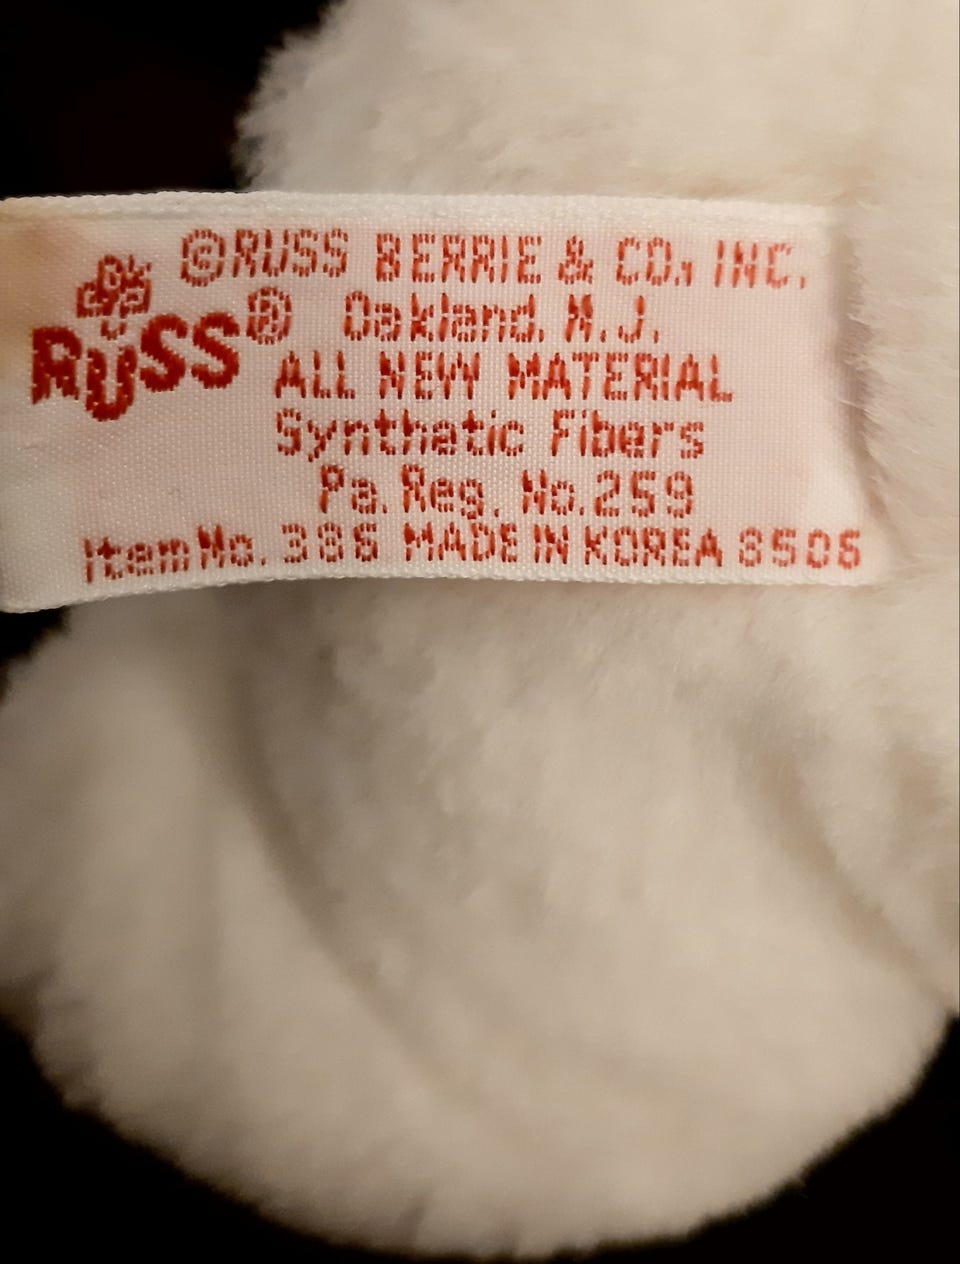 © RUSS BERRIE & CO., INC.
RUSS® Oakland, N.J.
ALL NEW MATERIAL
Synthetic Fibers
Pa. Reg. No. 259
Item No. 386 MADE IN KOREA 8506